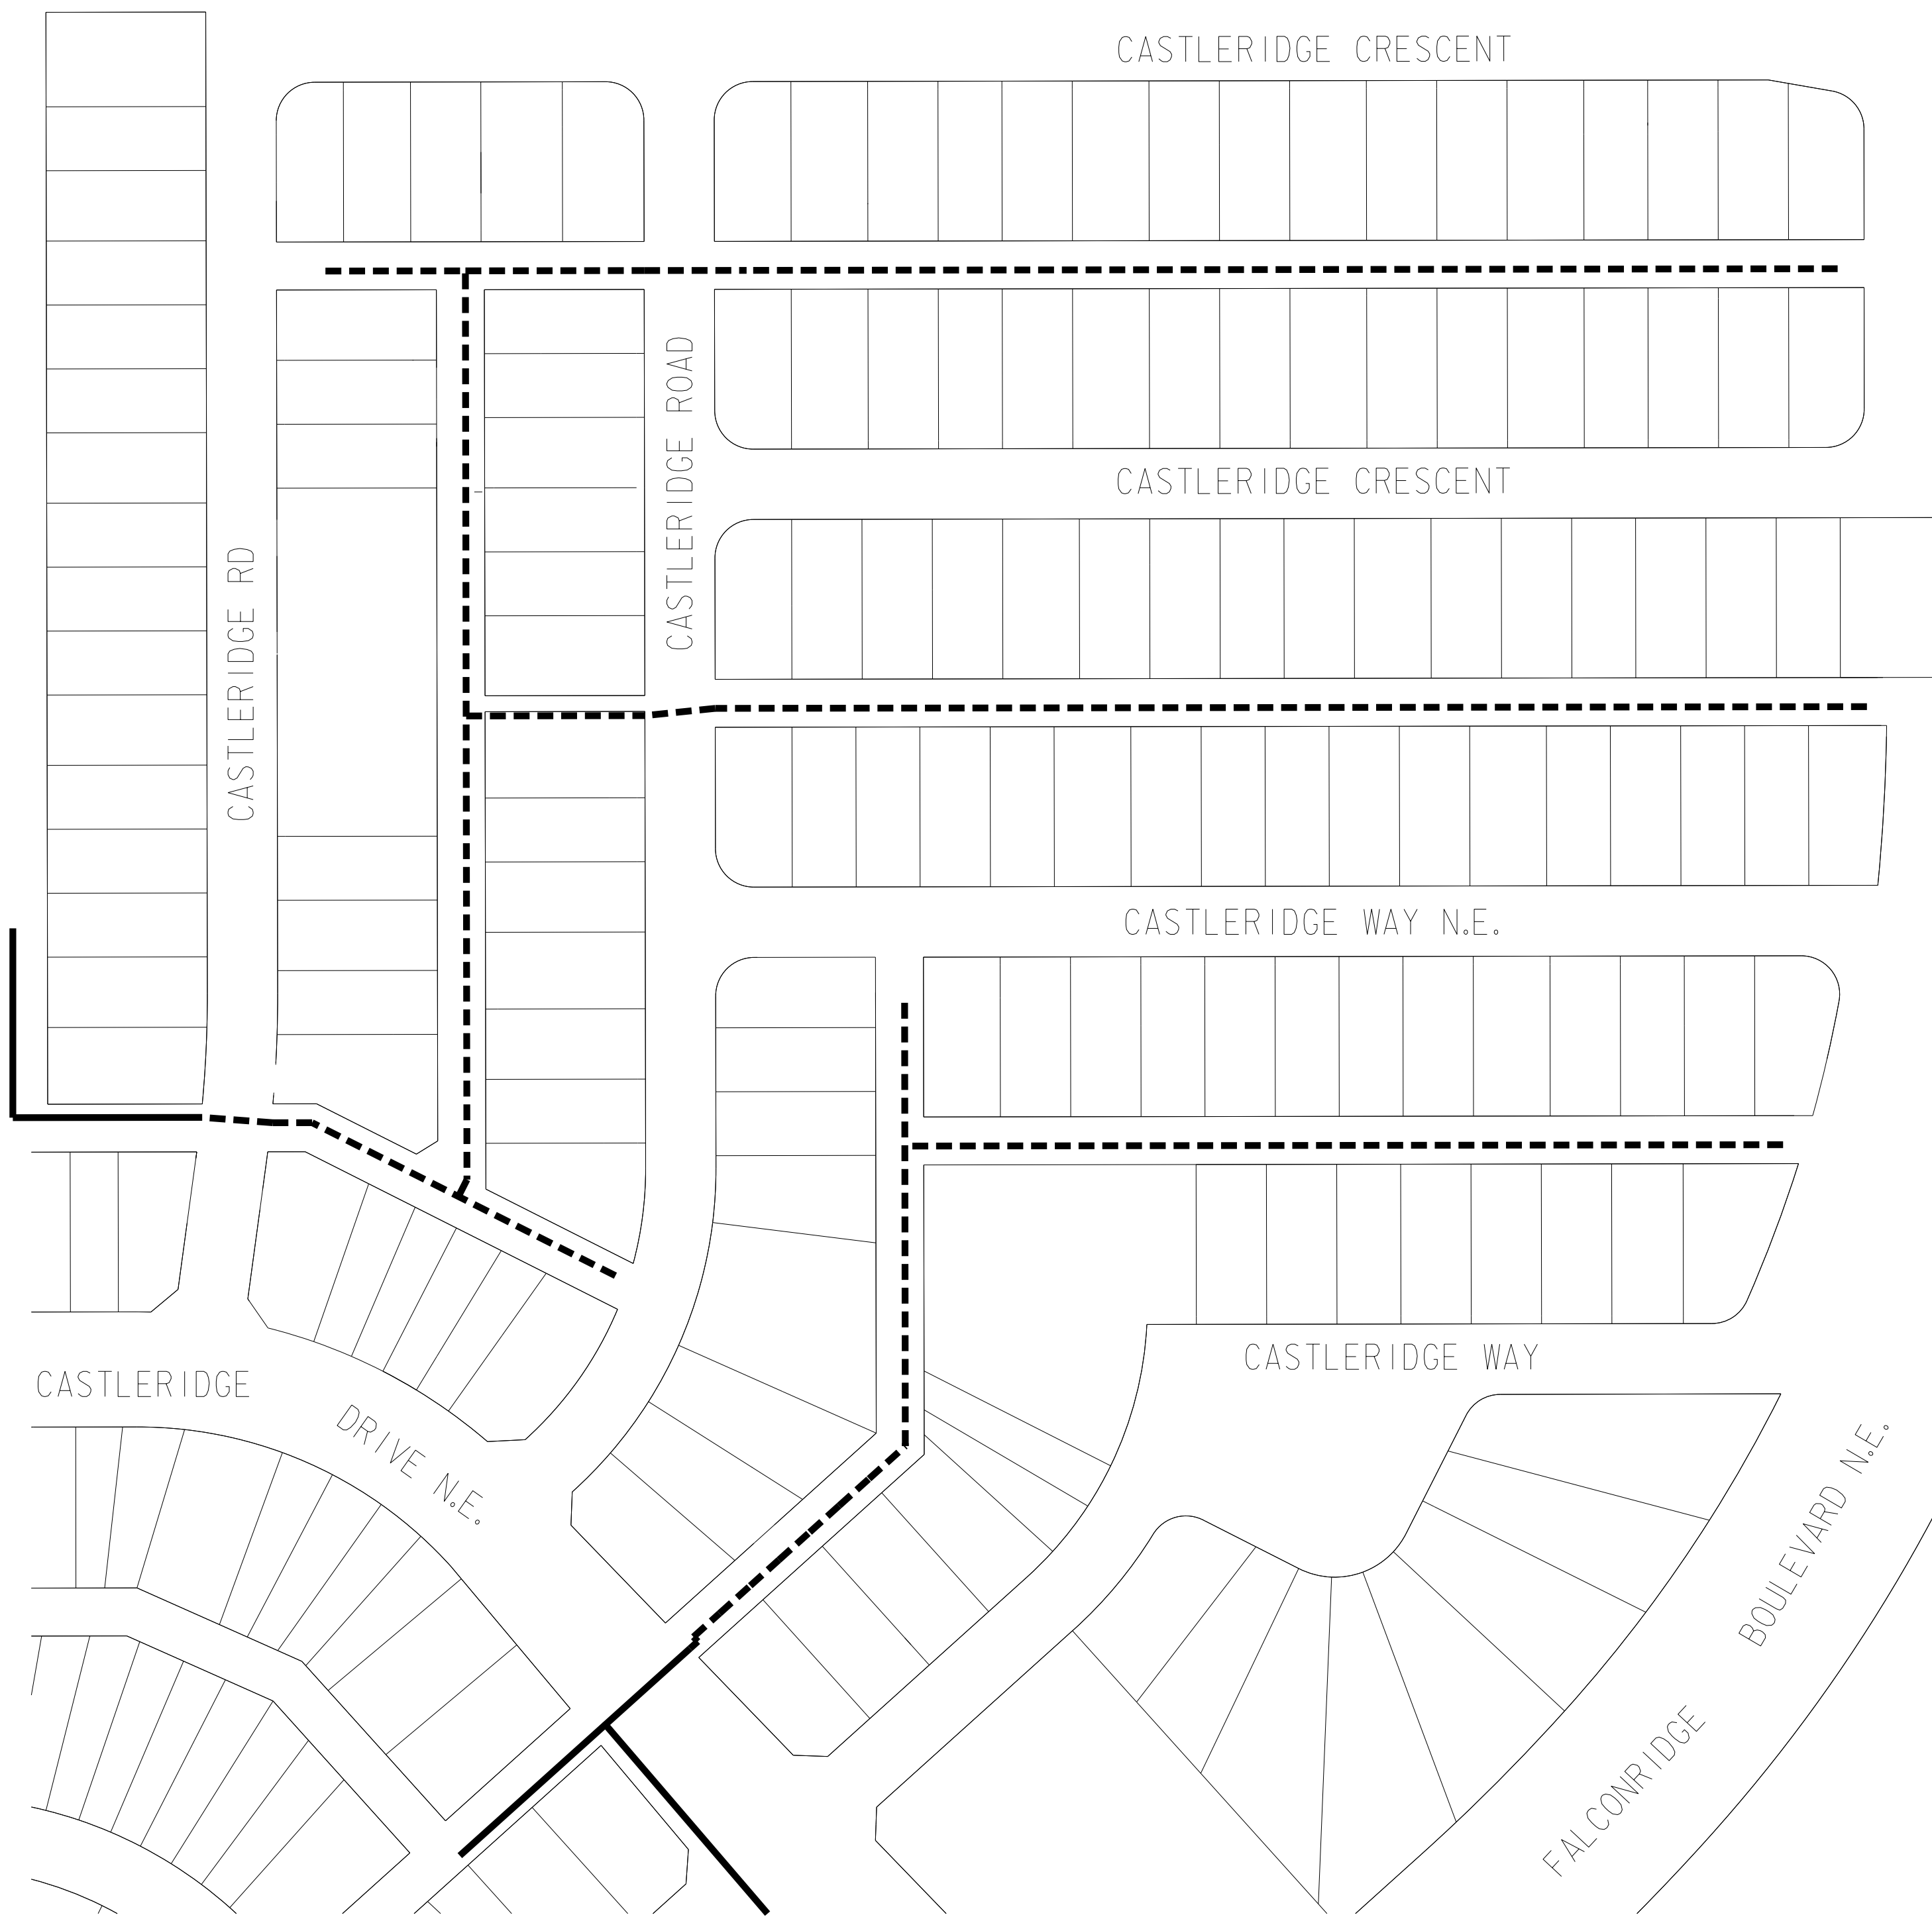 CASTLERIDGE CRESCENT
CASTLERIDGE ROAD
CASTLERIDGE CRESCENT
CASTLERIDGE RD
CASTLERIDGE WAY N.E.
CASTLERIDGE WAY
CASTLERIDGE
DRIVE N.E.
FALCONRIDGE
BOULEVARD N.E.